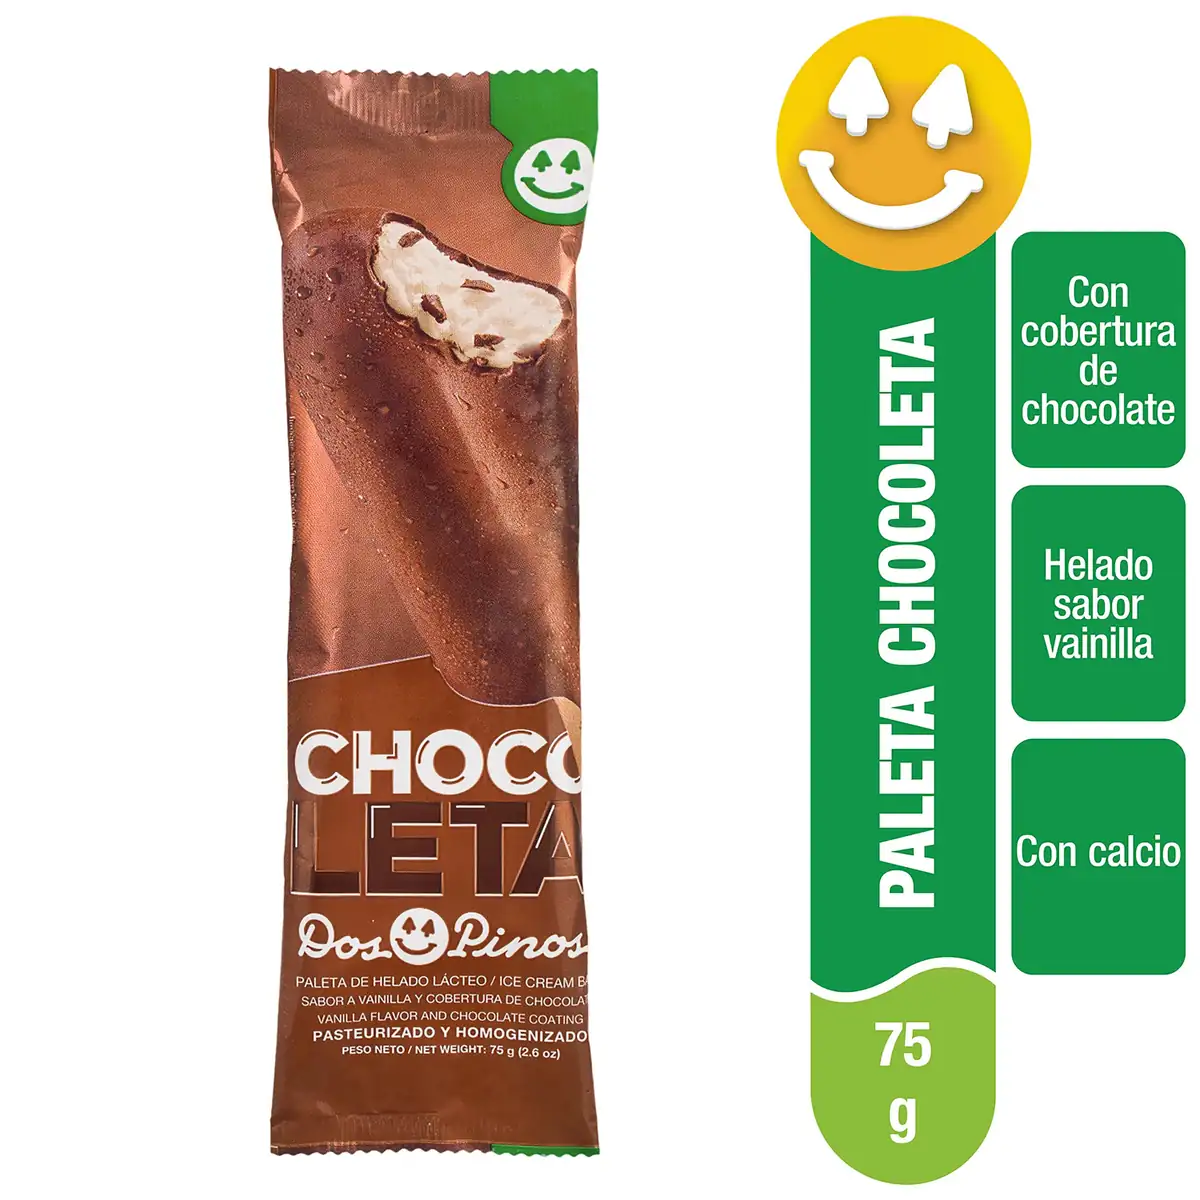 CHOCO
LETA
Dos Pinos
PALETA DE HELADO LÁCTEO / ICE CREAM
SABOR A VAINILLA Y COBERTURA DE CHOCOLAT
VANILLA FLAVOR AND CHOCOLATE COATING
PASTEURIZADO Y HOMOGENIZADO
PESO NETO / NET WEIGHT: 75 g (2.6 oz)
PALETA CHOCOLETA
75
g
Con
cobertura
de
chocolate
Helado
sabor
vainilla
Con calcio